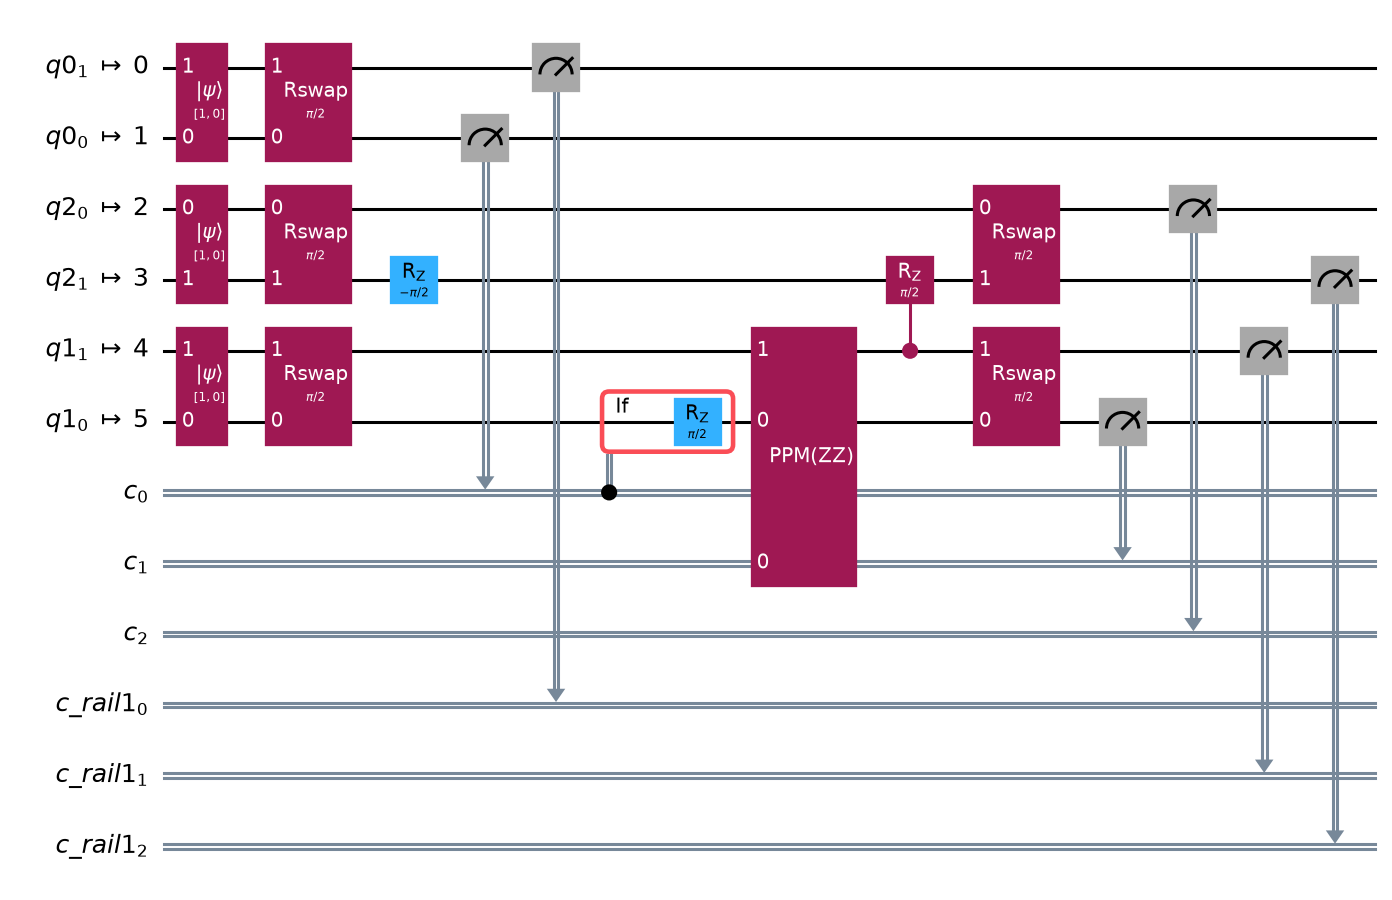 q0₁ ↦ 0
1
|ψ⟩
[1, 0]
1
Rswap
π/2
q0₀ ↦ 1
0
0
q2₀ ↦ 2
0
|ψ⟩
[1, 0]
0
Rswap
π/2
0
Rswap
π/2
q2₁ ↦ 3
1
1
R_Z
−π/2
R_Z
π/2
1
q1₁ ↦ 4
1
|ψ⟩
[1, 0]
1
Rswap
π/2
1
1
Rswap
π/2
q1₀ ↦ 5
0
0
If
R_Z
π/2
0
PPM(ZZ)
0
c₀
c₁
0
c₂
c_rail1₀
c_rail1₁
c_rail1₂